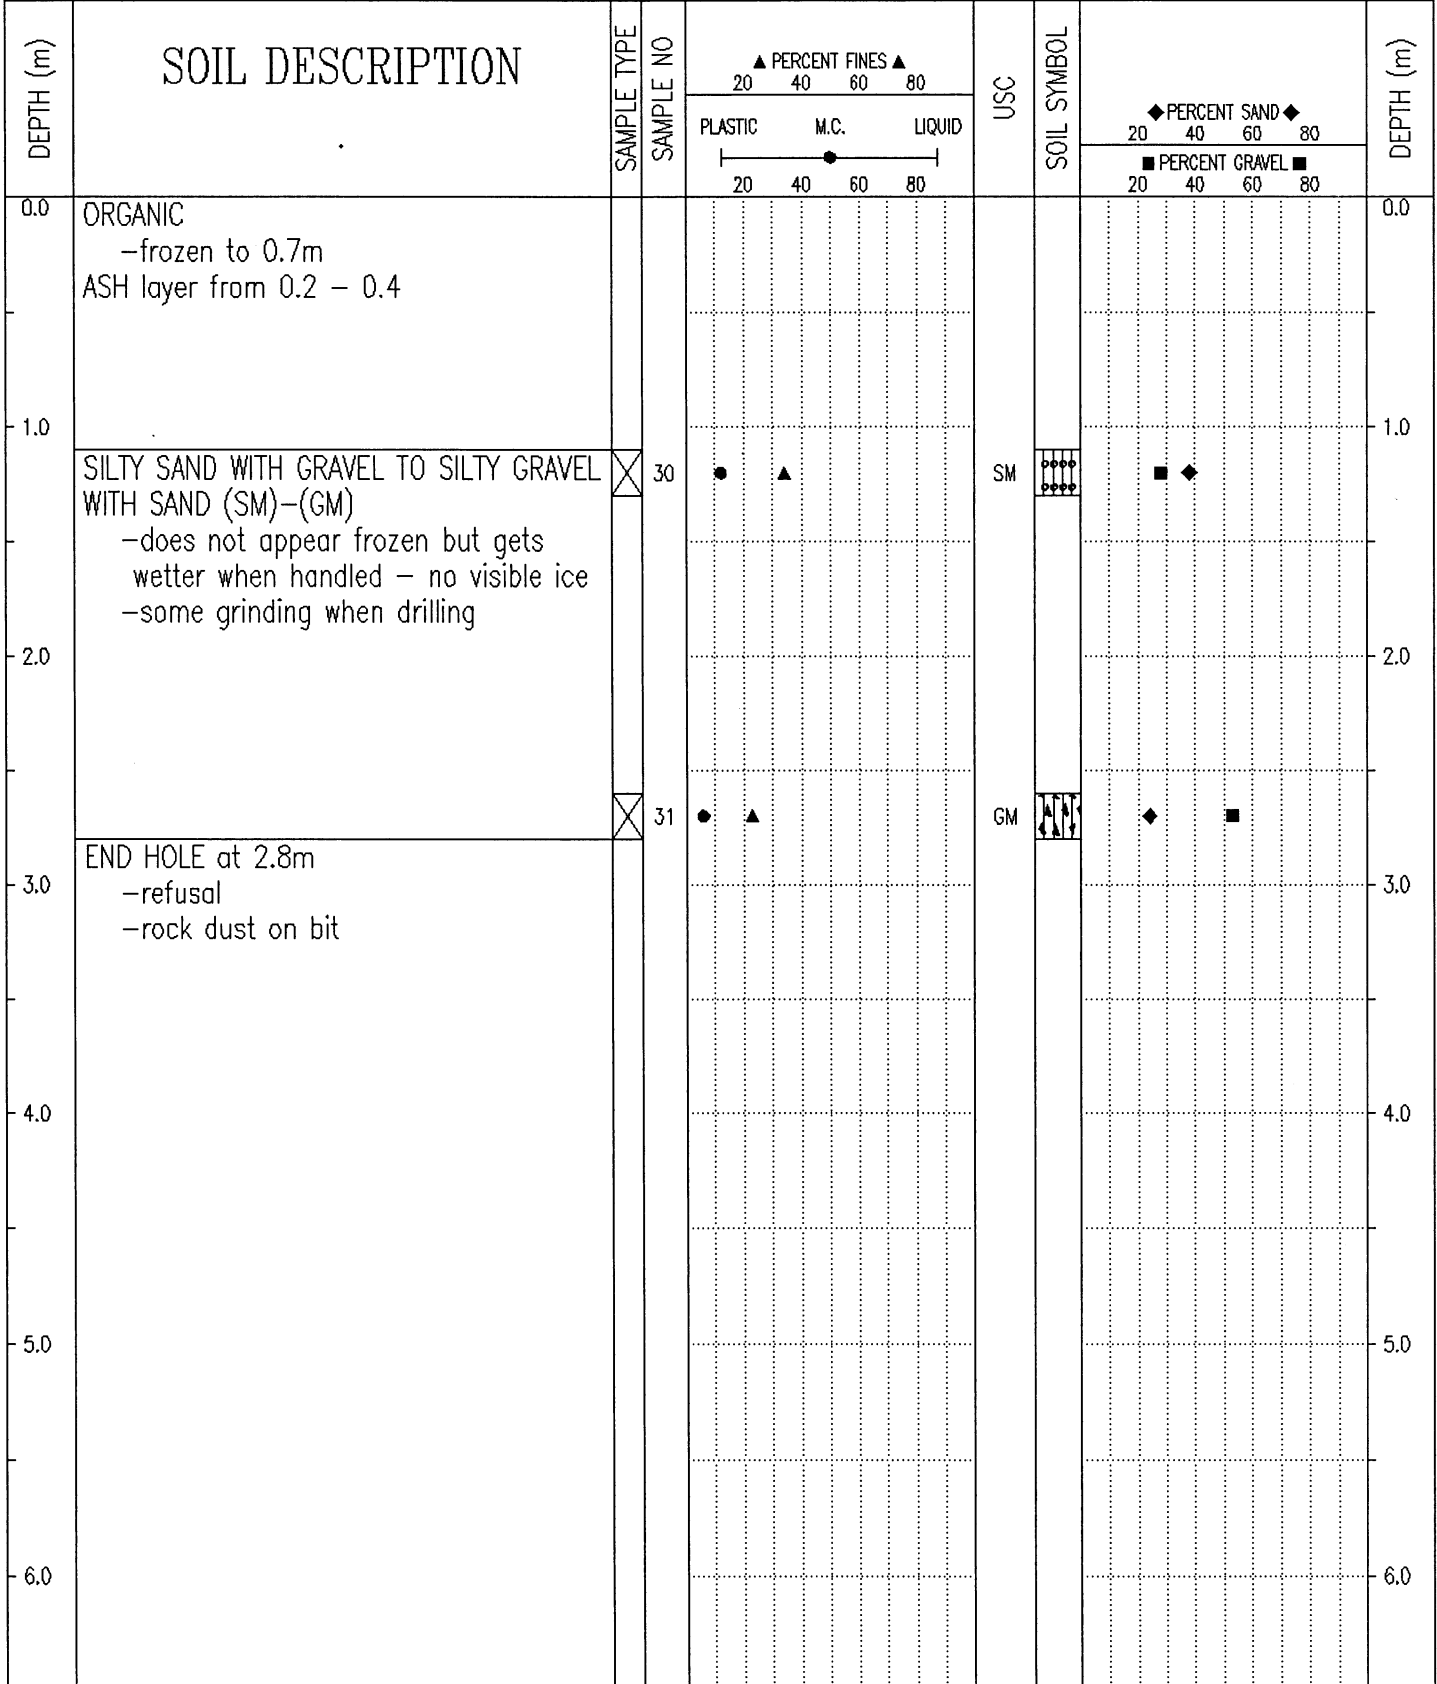 DEPTH (m)
SOIL DESCRIPTION
SAMPLE TYPE
SAMPLE NO
▲ PERCENT FINES ▲
20 40 60 80
PLASTIC M.C. LIQUID
20 40 60 80
USC
SOIL SYMBOL
◆PERCENT SAND◆
20 40 60 80
■PERCENT GRAVEL■
20 40 60 80
DEPTH (m)
0.0
ORGANIC
0.0
-frozen to 0.7m
ASH layer from 0.2 - 0.4
1.0
1.0
SILTY SAND WITH GRAVEL TO SILTY GRAVEL
30
SM
WITH SAND (SM)-(GM)
-does not appear frozen but gets
wetter when handled - no visible ice
-some grinding when drilling
2.0
2.0
31
GM
END HOLE at 2.8m
3.0
-refusal
3.0
-rock dust on bit
4.0
4.0
5.0
5.0
6.0
6.0